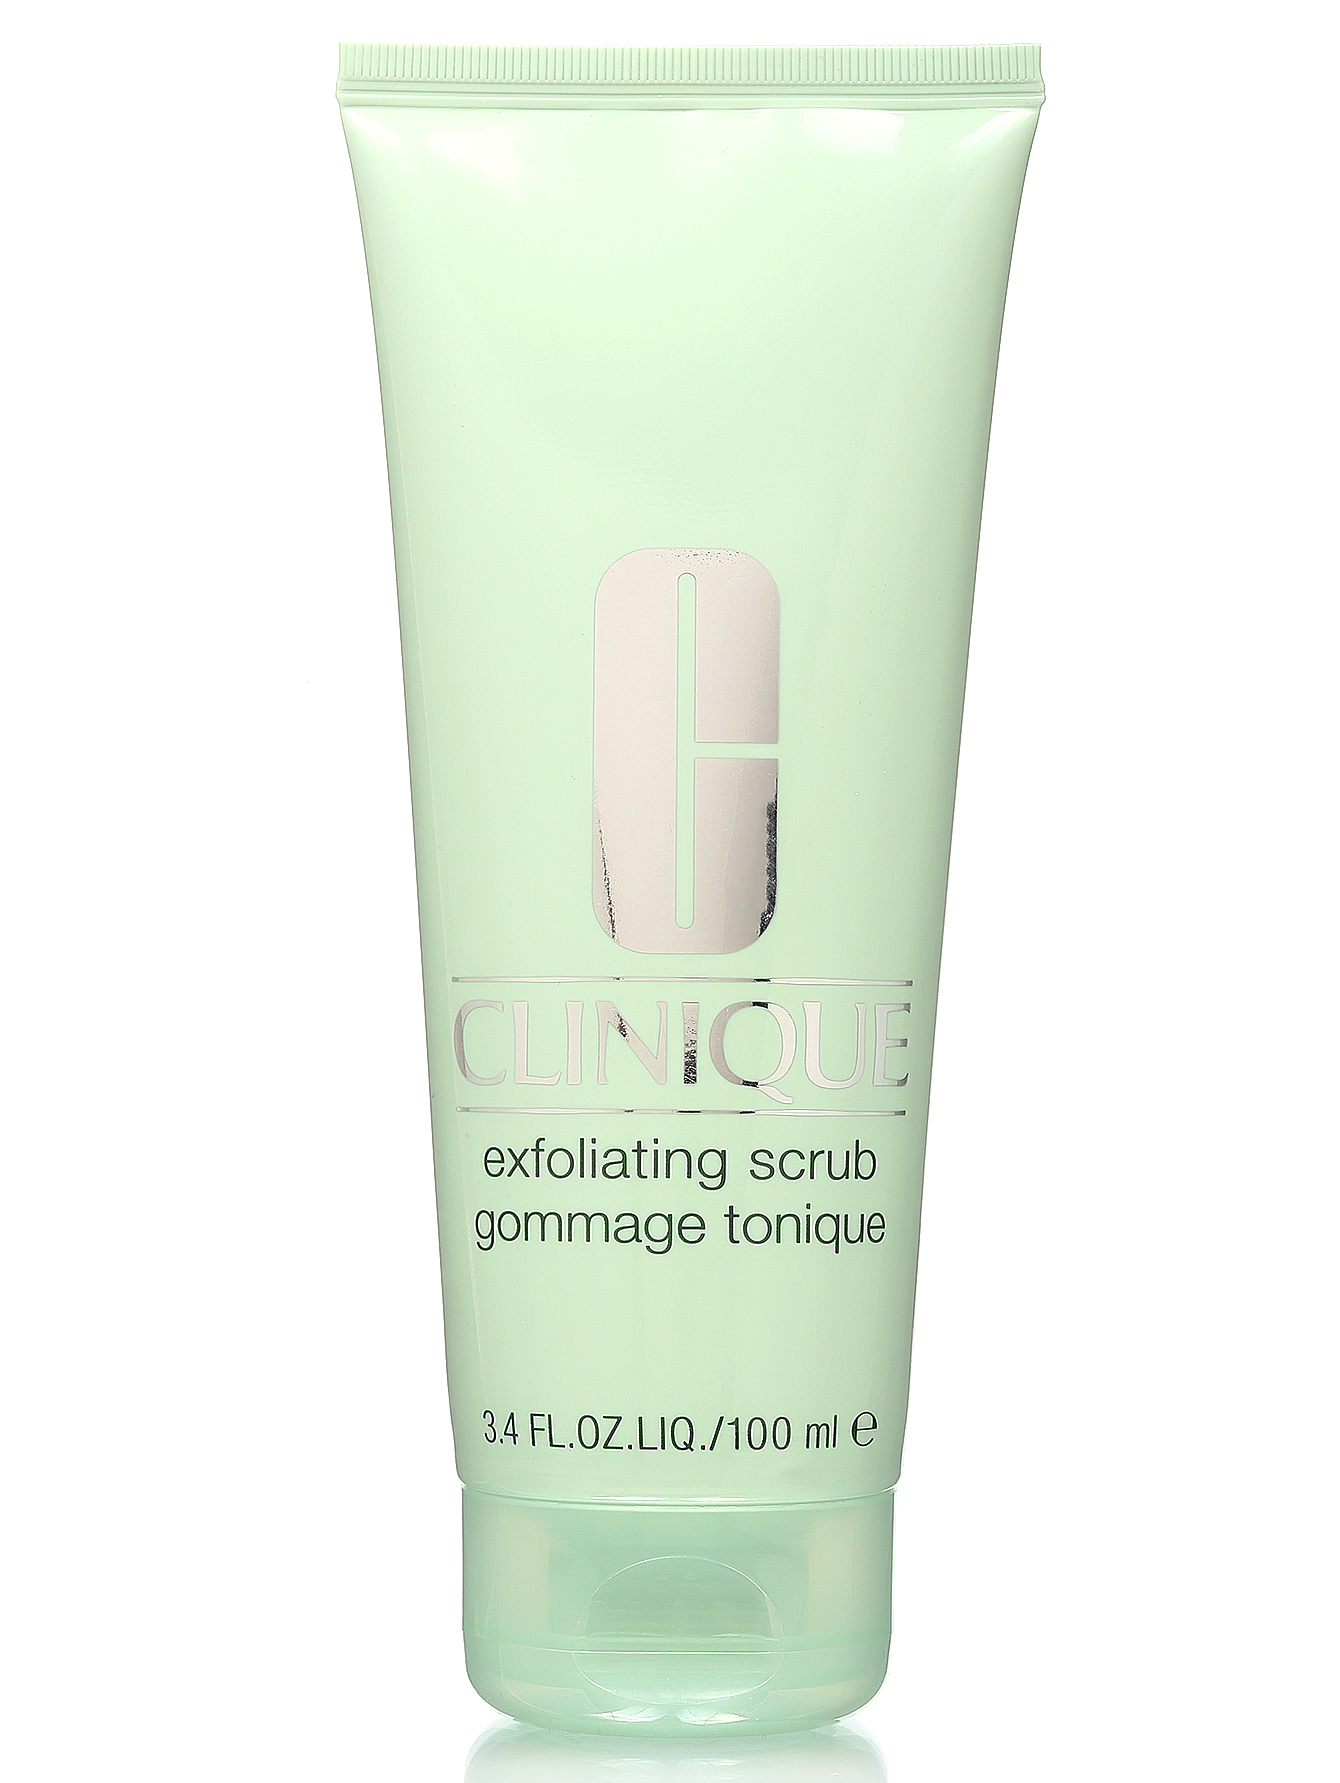 C
CLINIQUE
exfoliating scrub
gommage tonique
3.4 FL.OZ.LIQ./100 ml ℮